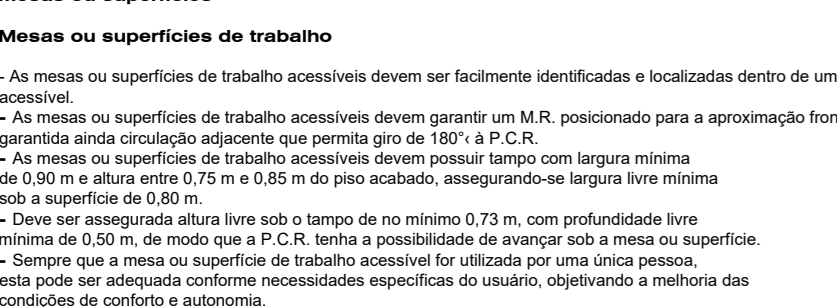 Mesas ou superfícies
Mesas ou superfícies de trabalho
- As mesas ou superfícies de trabalho acessíveis devem ser facilmente identificadas e localizadas dentro de um
acessível.
- As mesas ou superfícies de trabalho acessíveis devem garantir um M.R. posicionado para a aproximação fron
garantida ainda circulação adjacente que permita giro de 180°‹ à P.C.R.
- As mesas ou superfícies de trabalho acessíveis devem possuir tampo com largura mínima
de 0,90 m e altura entre 0,75 m e 0,85 m do piso acabado, assegurando-se largura livre mínima
sob a superfície de 0,80 m.
- Deve ser assegurada altura livre sob o tampo de no mínimo 0,73 m, com profundidade livre
mínima de 0,50 m, de modo que a P.C.R. tenha a possibilidade de avançar sob a mesa ou superfície.
- Sempre que a mesa ou superfície de trabalho acessível for utilizada por uma única pessoa,
esta pode ser adequada conforme necessidades específicas do usuário, objetivando a melhoria das
condições de conforto e autonomia.